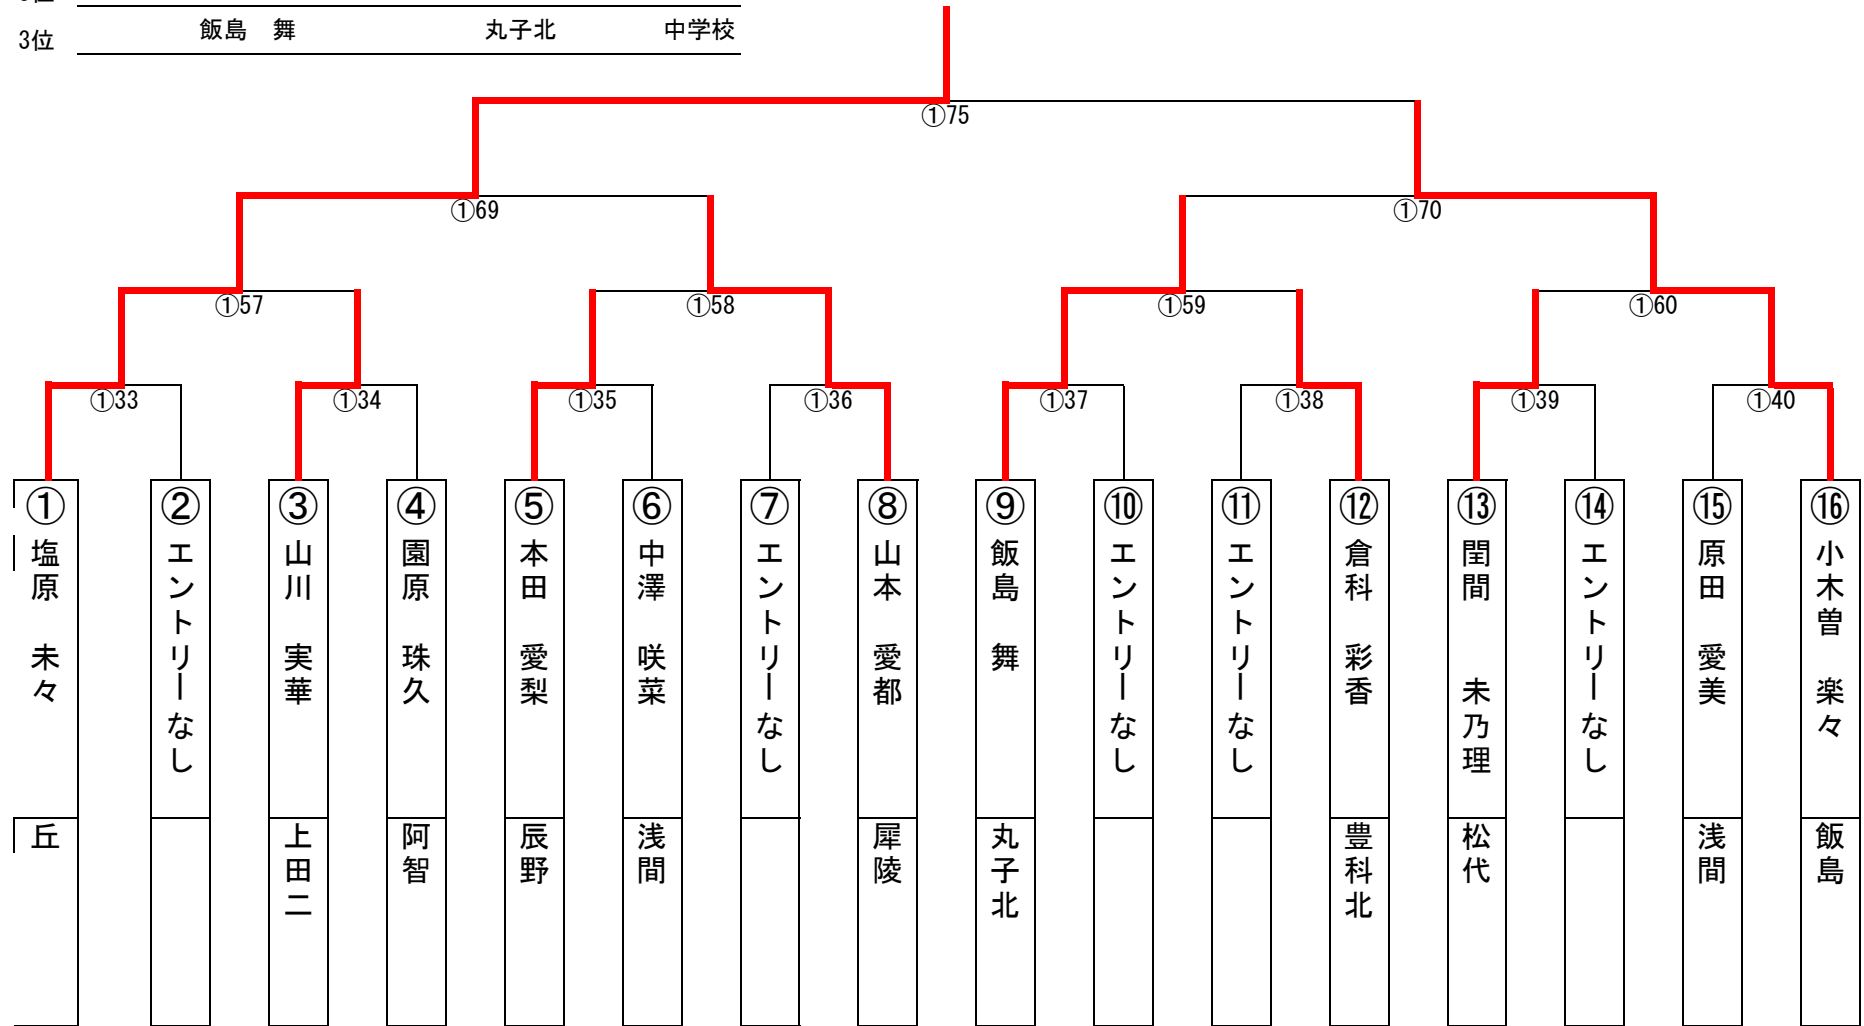 3位 飯島 舞 丸子北 中学校
①75
①69 ①70
①57 ①58 ①59 ①60
①33 ①34 ①35 ①36 ①37 ①38 ①39 ①40
① 塩原 未々 丘
② エントリーなし
③ 山川 実華 上田二
④ 園原 珠久 阿智
⑤ 本田 愛梨 辰野
⑥ 中澤 咲菜 浅間
⑦ エントリーなし
⑧ 山本 愛都 犀陵
⑨ 飯島 舞 丸子北
⑩ エントリーなし
⑪ エントリーなし
⑫ 倉科 彩香 豊科北
⑬ 閏間 未乃理 松代
⑭ エントリーなし
⑮ 原田 愛美 浅間
⑯ 小木曽 楽々 飯島